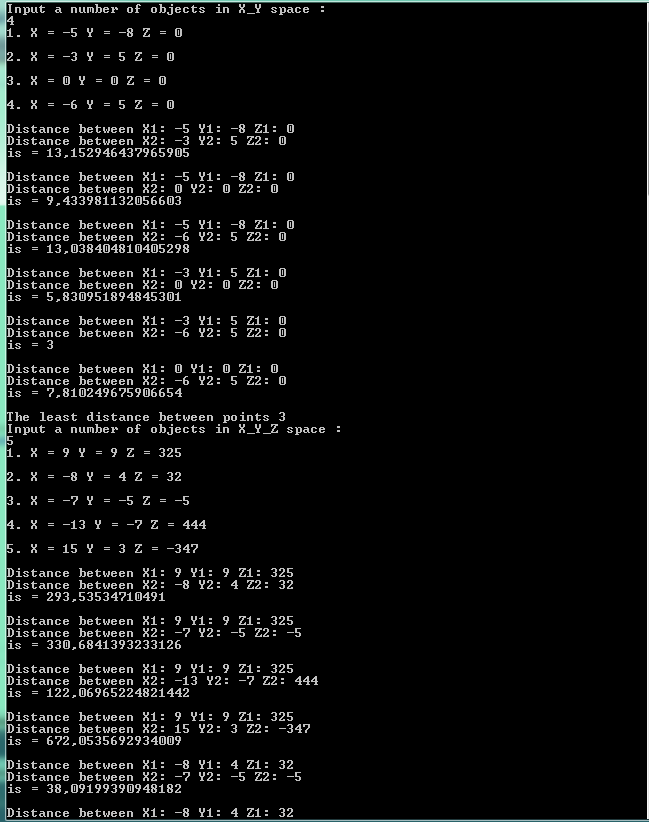 Input a number of objects in X_Y space :
4
1. X = -5 Y = -8 Z = 0
2. X = -3 Y = 5 Z = 0
3. X = 0 Y = 0 Z = 0
4. X = -6 Y = 5 Z = 0
Distance between X1: -5 Y1: -8 Z1: 0
Distance between X2: -3 Y2: 5 Z2: 0
is = 13,152946437965905
Distance between X1: -5 Y1: -8 Z1: 0
Distance between X2: 0 Y2: 0 Z2: 0
is = 9,433981132056603
Distance between X1: -5 Y1: -8 Z1: 0
Distance between X2: -6 Y2: 5 Z2: 0
is = 13,038404810405298
Distance between X1: -3 Y1: 5 Z1: 0
Distance between X2: 0 Y2: 0 Z2: 0
is = 5,830951894845301
Distance between X1: -3 Y1: 5 Z1: 0
Distance between X2: -6 Y2: 5 Z2: 0
is = 3
Distance between X1: 0 Y1: 0 Z1: 0
Distance between X2: -6 Y2: 5 Z2: 0
is = 7,810249675906654
The least distance between points 3
Input a number of objects in X_Y_Z space :
5
1. X = 9 Y = 9 Z = 325
2. X = -8 Y = 4 Z = 32
3. X = -7 Y = -5 Z = -5
4. X = -13 Y = -7 Z = 444
5. X = 15 Y = 3 Z = -347
Distance between X1: 9 Y1: 9 Z1: 325
Distance between X2: -8 Y2: 4 Z2: 32
is = 293,53534710491
Distance between X1: 9 Y1: 9 Z1: 325
Distance between X2: -7 Y2: -5 Z2: -5
is = 330,6841393233126
Distance between X1: 9 Y1: 9 Z1: 325
Distance between X2: -13 Y2: -7 Z2: 444
is = 122,06965224821442
Distance between X1: 9 Y1: 9 Z1: 325
Distance between X2: 15 Y2: 3 Z2: -347
is = 672,0535692934009
Distance between X1: -8 Y1: 4 Z1: 32
Distance between X2: -7 Y2: -5 Z2: -5
is = 38,09199390948182
Distance between X1: -8 Y1: 4 Z1: 32